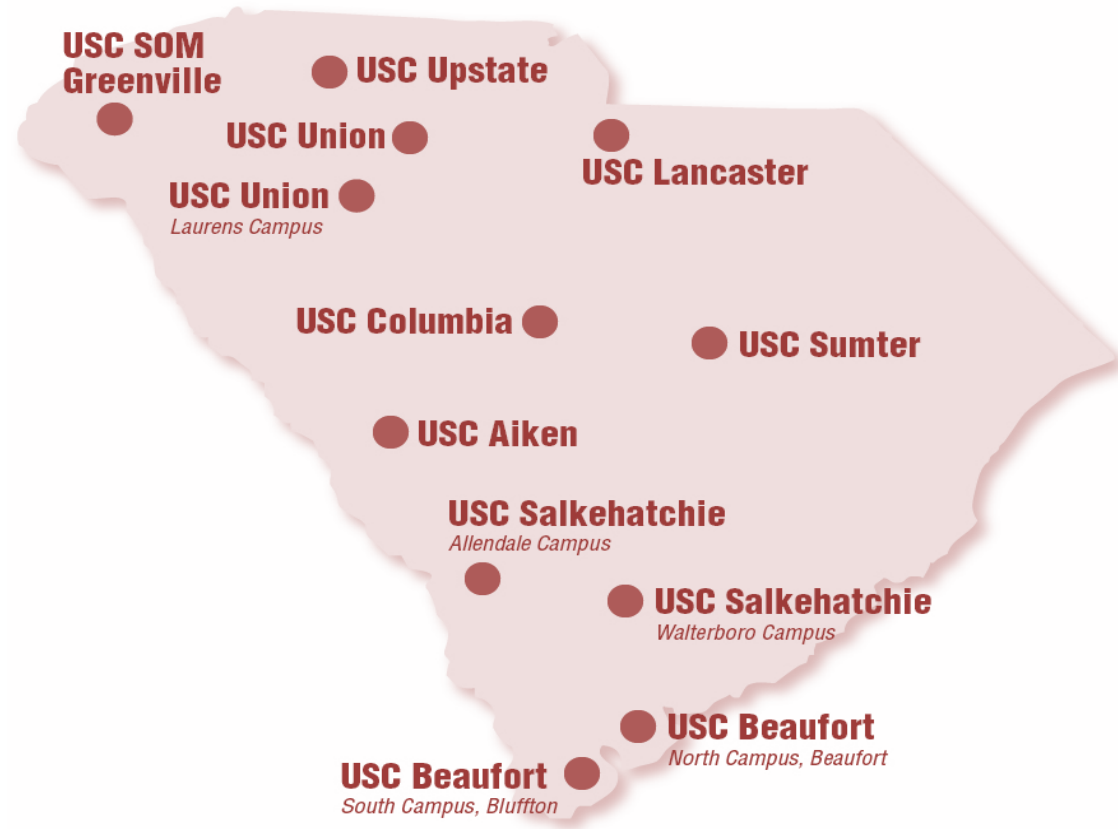 USC SOM
Greenville
USC Upstate
USC Union
USC Lancaster
USC Union
Laurens Campus
USC Columbia
USC Sumter
USC Aiken
USC Salkehatchie
Allendale Campus
USC Salkehatchie
Walterboro Campus
USC Beaufort
North Campus, Beaufort
USC Beaufort
South Campus, Bluffton